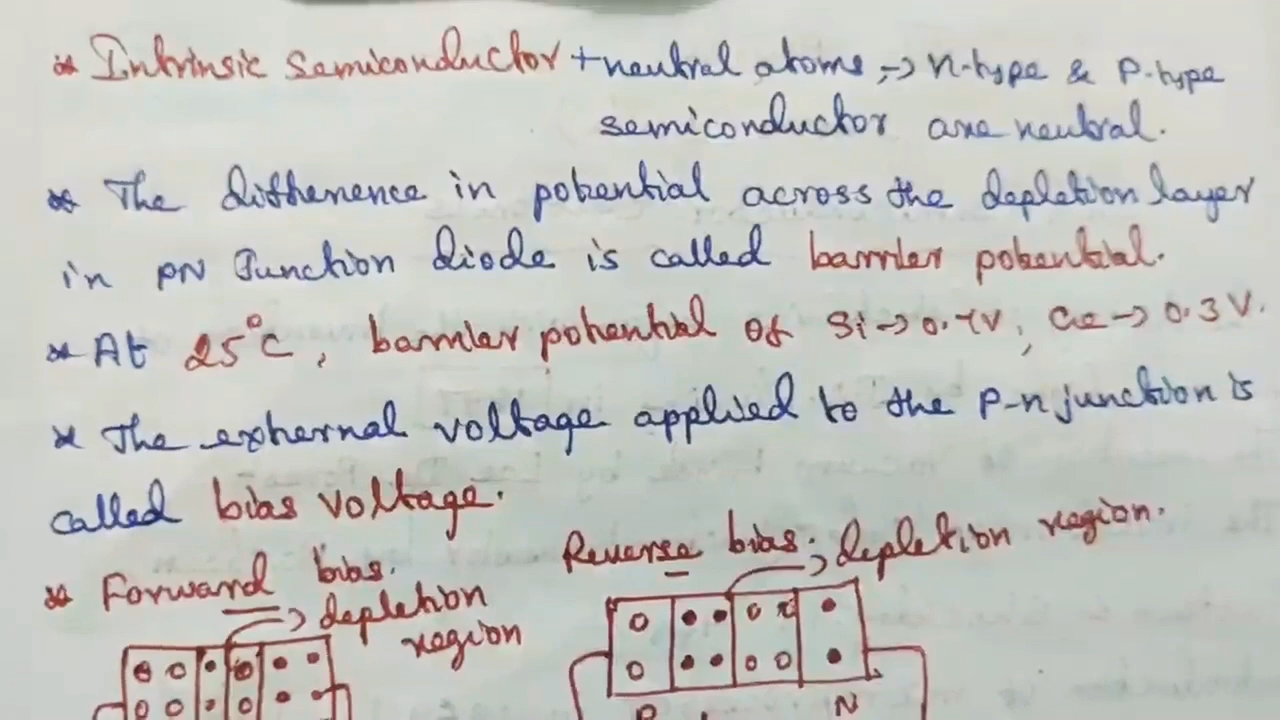 * Intrinsic semiconductor + neutral atoms, → n-type & P-type
semiconductor are neutral.
* The difference in potential across the depletion layer
in PN Junction diode is called barrier potential.
* At 25°C, barrier potential of Si → 0.7V, Ge → 0.3V.
* The external voltage applied to the P-n junction is
called bias voltage.
* Forward bias.
→ depletion
region
Reverse bias. → depletion region.
P
N